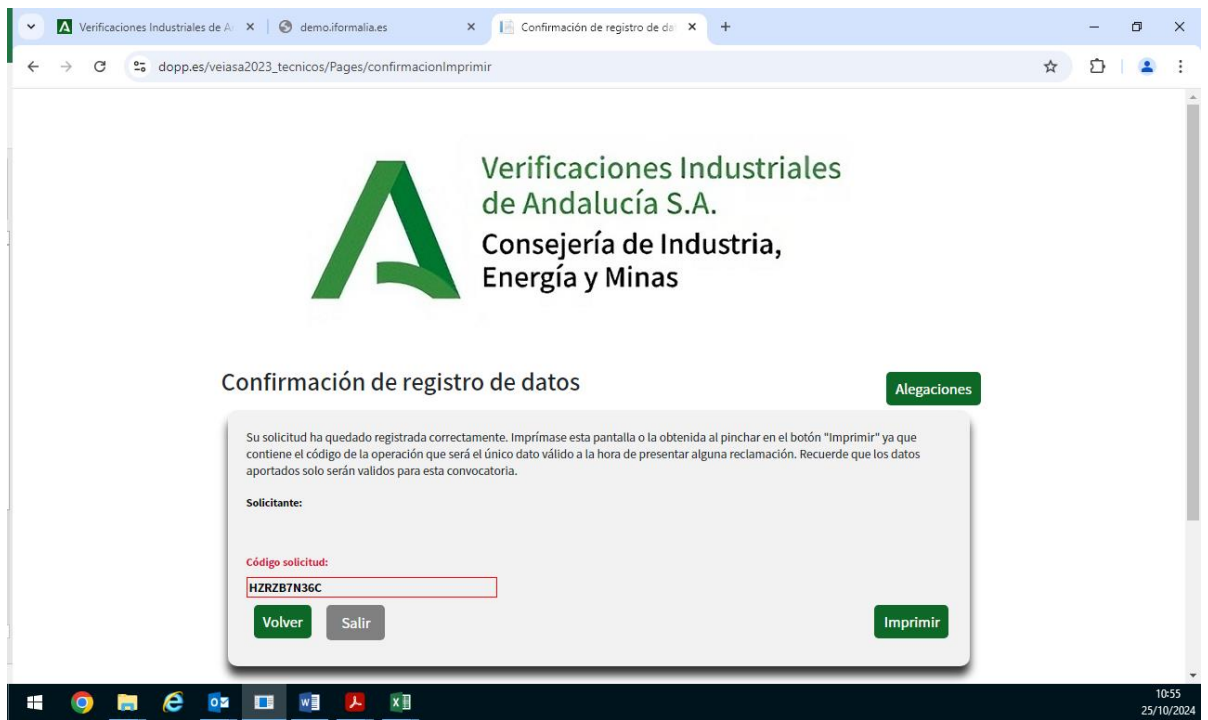 Verificaciones Industriales de A
demo.iformalia.es
Confirmación de registro de da
dopp.es/veiasa2023_tecnicos/Pages/confirmacionImprimir
Verificaciones Industriales
de Andalucía S.A.
Consejería de Industria,
Energía y Minas
Confirmación de registro de datos
Alegaciones
Su solicitud ha quedado registrada correctamente. Imprímase esta pantalla o la obtenida al pinchar en el botón "Imprimir" ya que
contiene el código de la operación que será el único dato válido a la hora de presentar alguna reclamación. Recuerde que los datos
aportados solo serán validos para esta convocatoria.
Solicitante:
Código solicitud:
HZRZB7N36C
Volver
Salir
Imprimir
10:55
25/10/2024